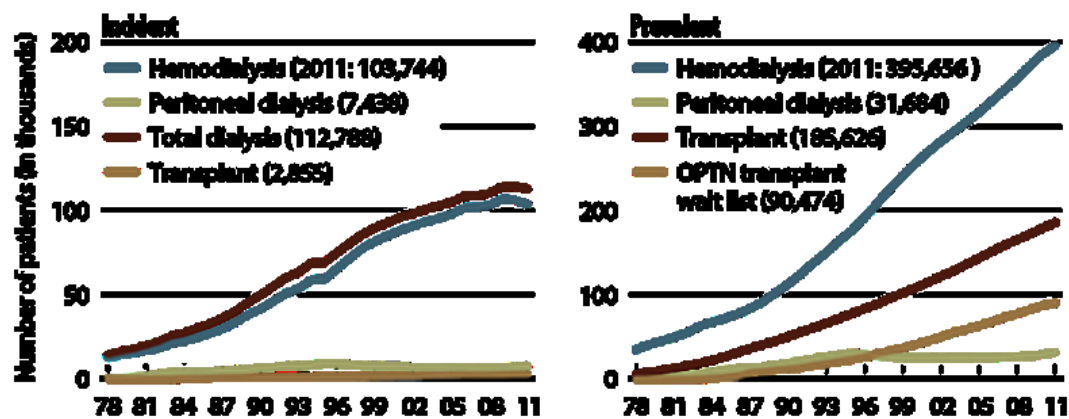 Incident
Number of patients (in thousands)
200
150
100
50
0
Hemodialysis (2011: 103,744)
Peritoneal dialysis (7,438)
Total dialysis (112,788)
Transplant (2,855)
78 81 84 87 90 93 96 99 02 05 08 11
Prevalent
400
300
200
100
0
Hemodialysis (2011: 395,656 )
Peritoneal dialysis (31,684)
Transplant (185,626)
OPTN transplant
wait list (90,474)
78 81 84 87 90 93 96 99 02 05 08 11